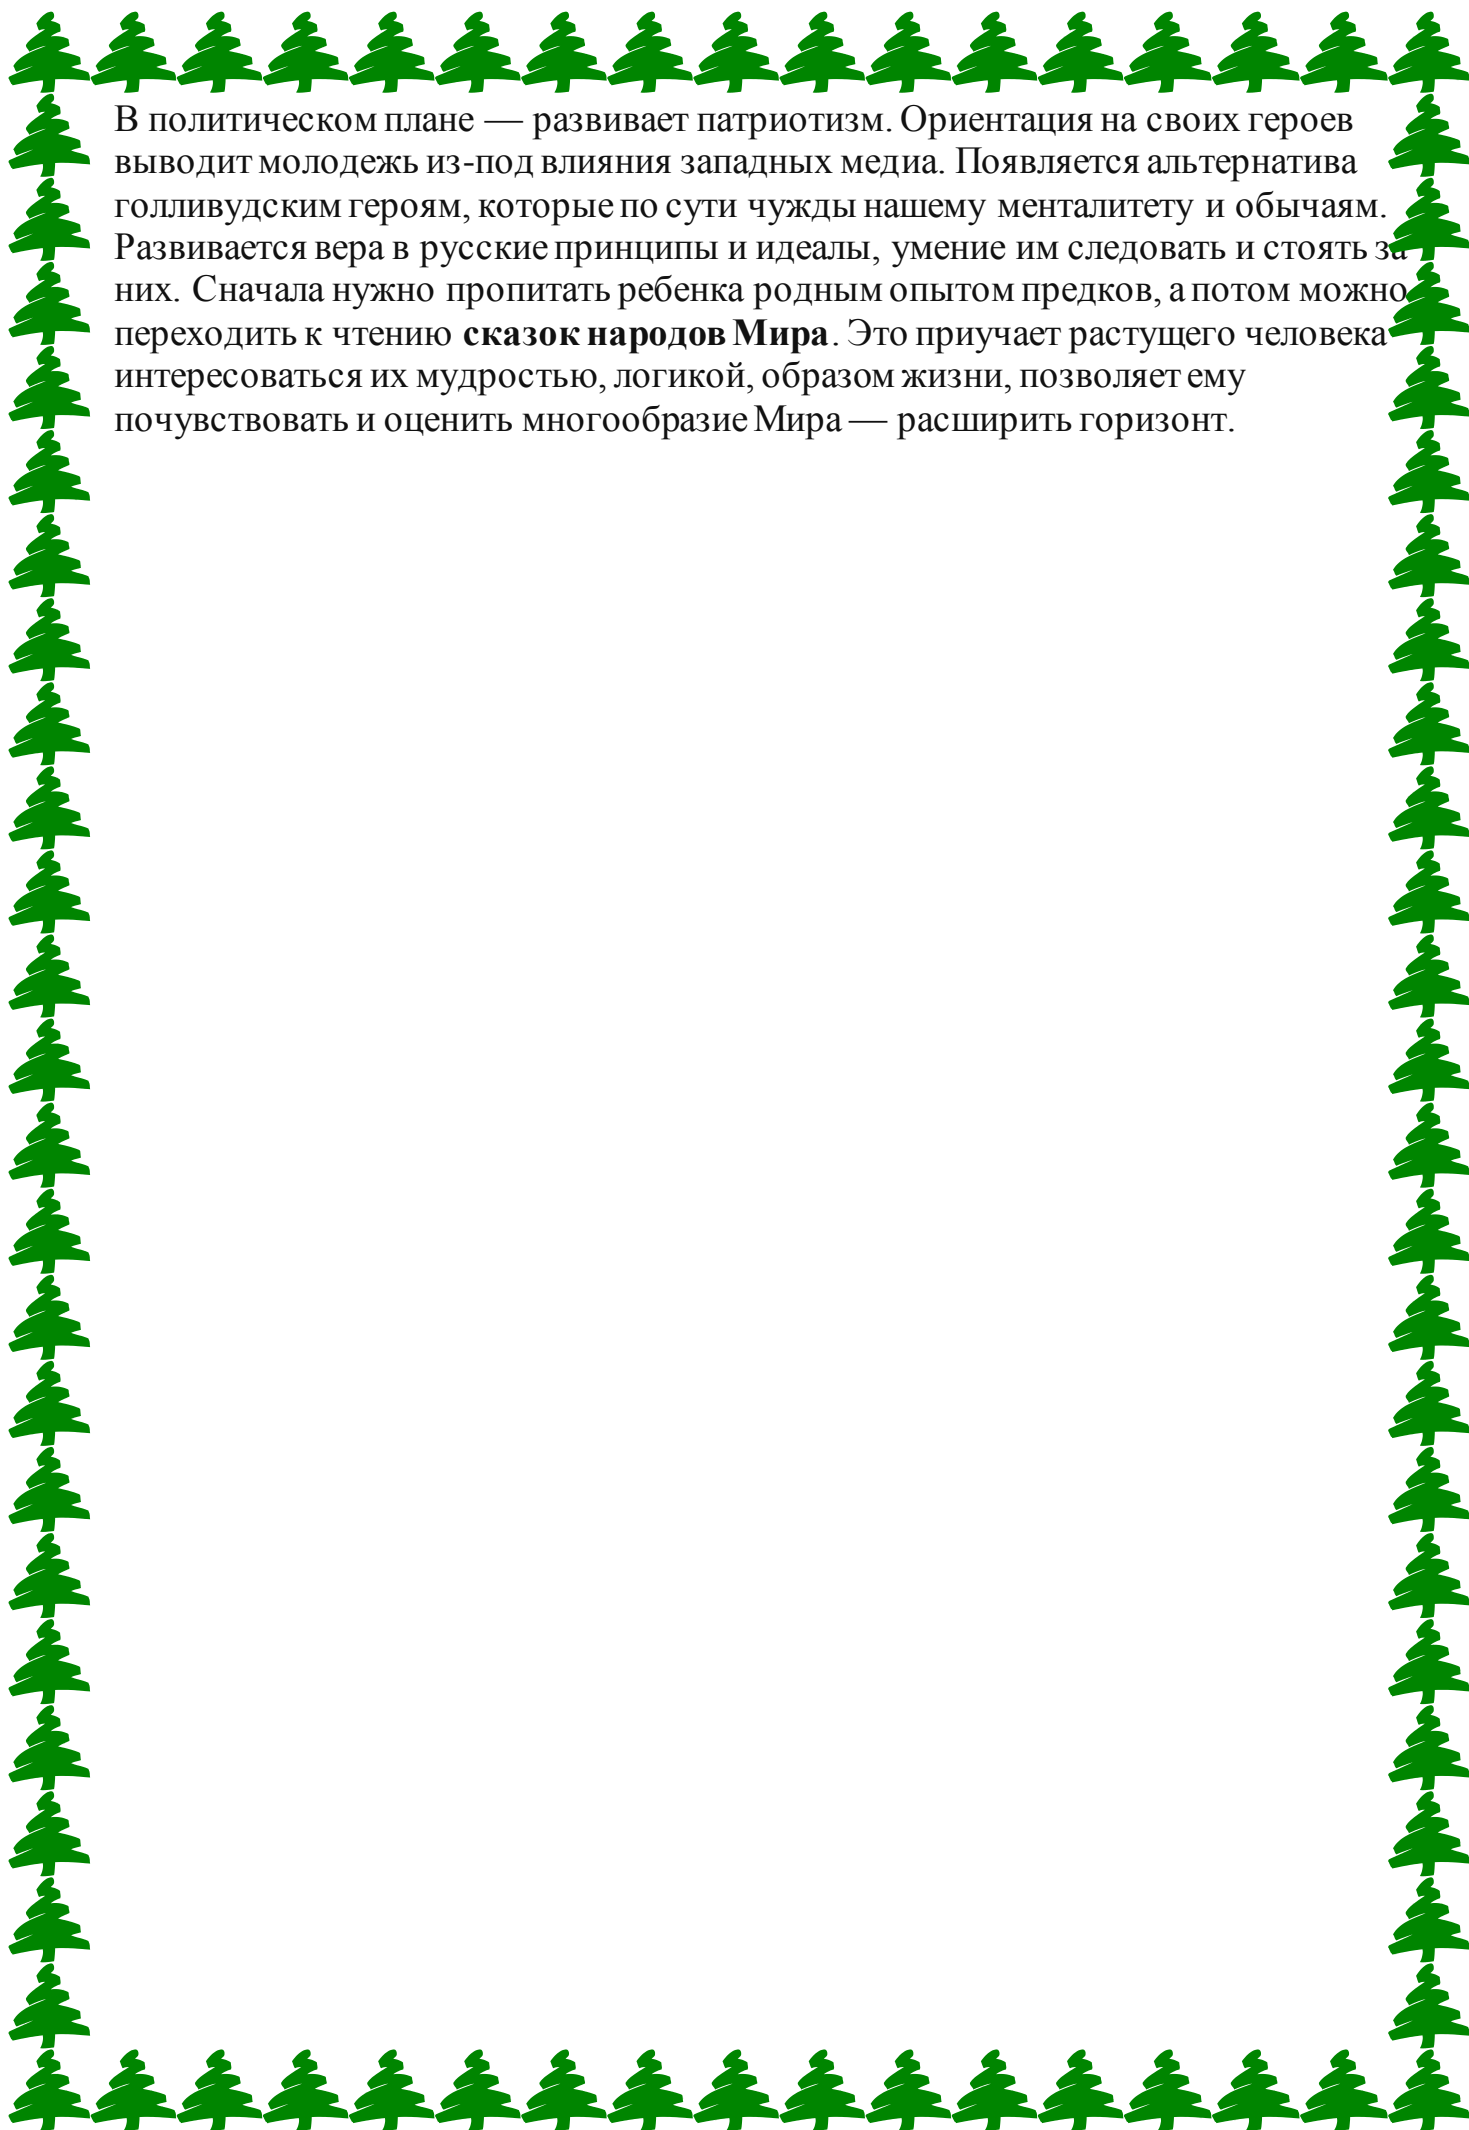 В политическом плане — развивает патриотизм. Ориентация на своих героев
выводит молодежь из-под влияния западных медиа. Появляется альтернатива
голливудским героям, которые по сути чужды нашему менталитету и обычаям.
Развивается вера в русские принципы и идеалы, умение им следовать и стоять за
них. Сначала нужно пропитать ребенка родным опытом предков, а потом можно
переходить к чтению сказок народов Мира. Это приучает растущего человека
интересоваться их мудростью, логикой, образом жизни, позволяет ему
почувствовать и оценить многообразие Мира — расширить горизонт.